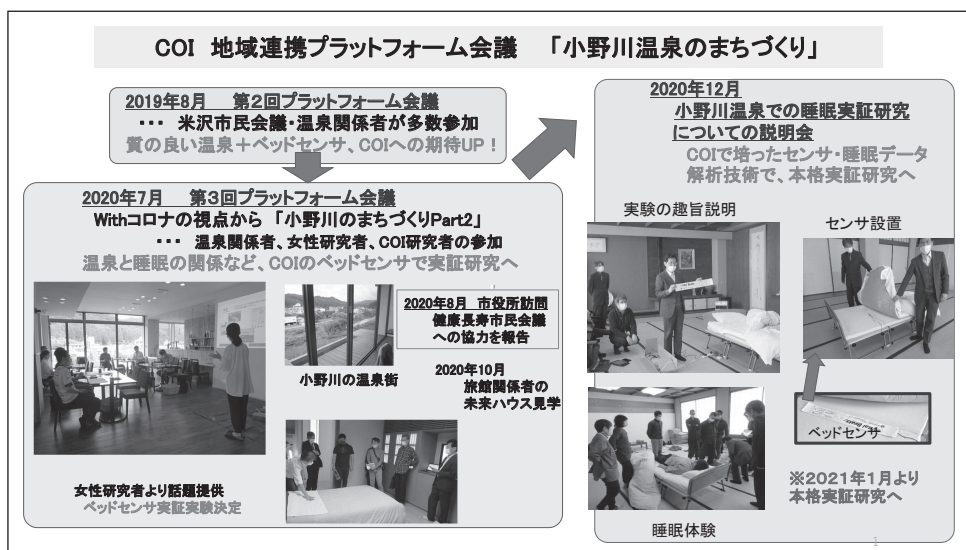 COI 地域連携プラットフォーム会議 「小野川温泉のまちづくり」
2019年8月 第2回プラットフォーム会議
･･･ 米沢市民会議・温泉関係者が多数参加
質の良い温泉＋ベッドセンサ、COIへの期待UP！
2020年7月 第3回プラットフォーム会議
Withコロナの視点から 「小野川のまちづくりPart2」
･･･ 温泉関係者、女性研究者、COI研究者の参加
温泉と睡眠の関係など、COIのベッドセンサで実証研究へ
2020年8月 市役所訪問
健康長寿市民会議
への協力を報告
小野川の温泉街
2020年10月
旅館関係者の
未来ハウス見学
女性研究者より話題提供
ベッドセンサ実証実験決定
2020年12月
小野川温泉での睡眠実証研究
についての説明会
COIで培ったセンサ・睡眠データ
解析技術で、本格実証研究へ
実験の趣旨説明
センサ設置
ベッドセンサ
※2021年1月より
本格実証研究へ
睡眠体験
1